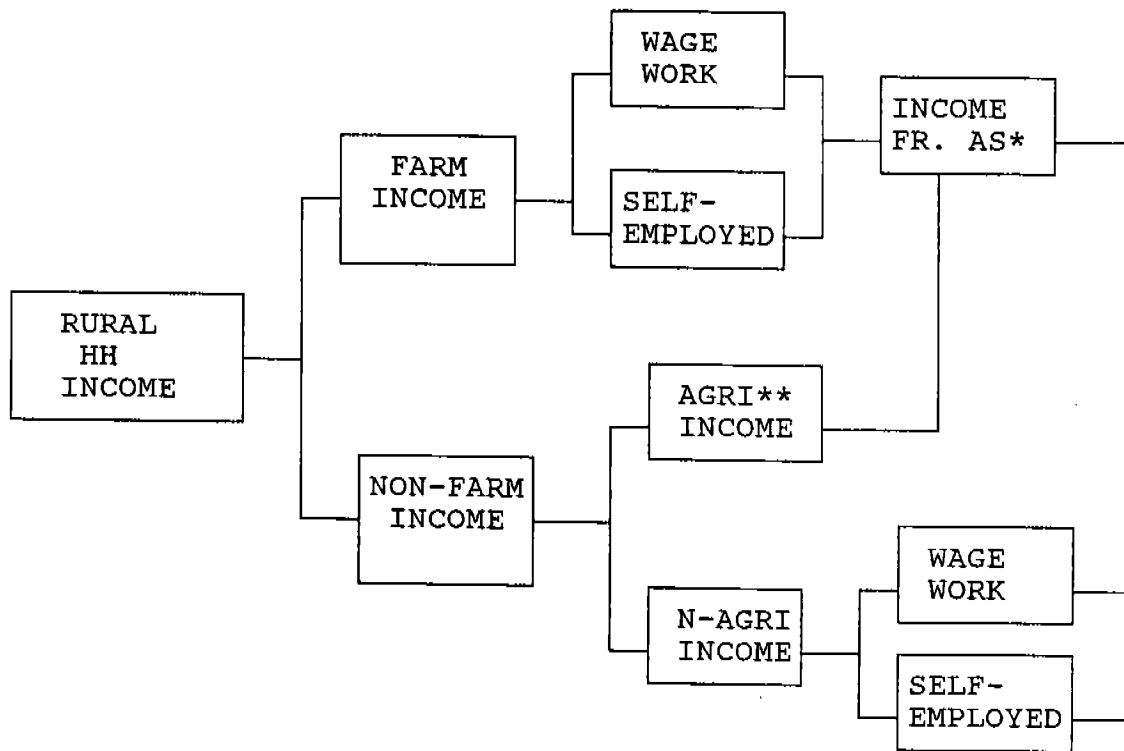 WAGE
WORK
INCOME
FR. AS*
FARM
INCOME
SELF-
EMPLOYED
RURAL
HH
INCOME
AGRI**
INCOME
NON-FARM
INCOME
WAGE
WORK
N-AGRI
INCOME
SELF-
EMPLOYED